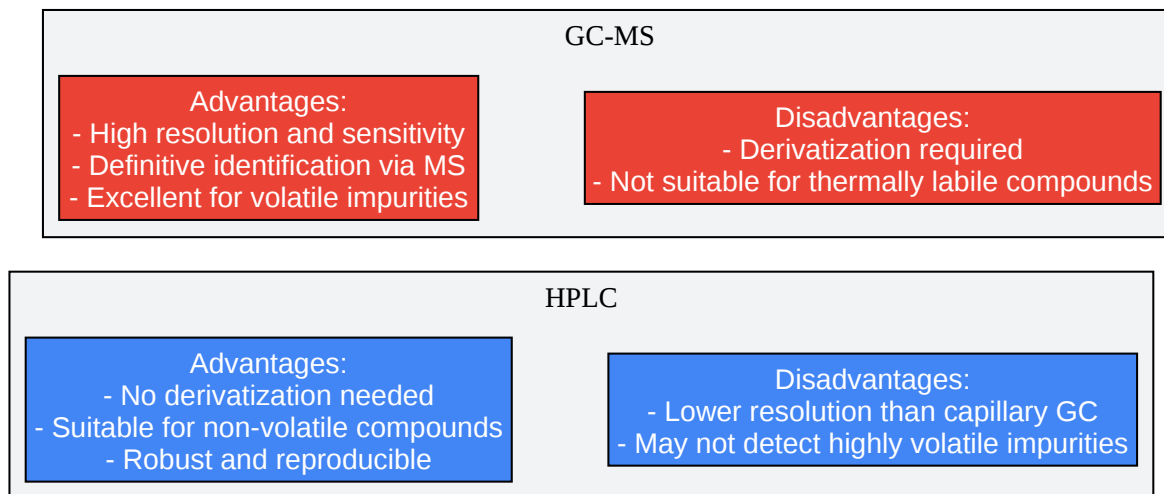 GC-MS
Advantages:
- High resolution and sensitivity
- Definitive identification via MS
- Excellent for volatile impurities
Disadvantages:
- Derivatization required
- Not suitable for thermally labile compounds
HPLC
Advantages:
- No derivatization needed
- Suitable for non-volatile compounds
- Robust and reproducible
Disadvantages:
- Lower resolution than capillary GC
- May not detect highly volatile impurities